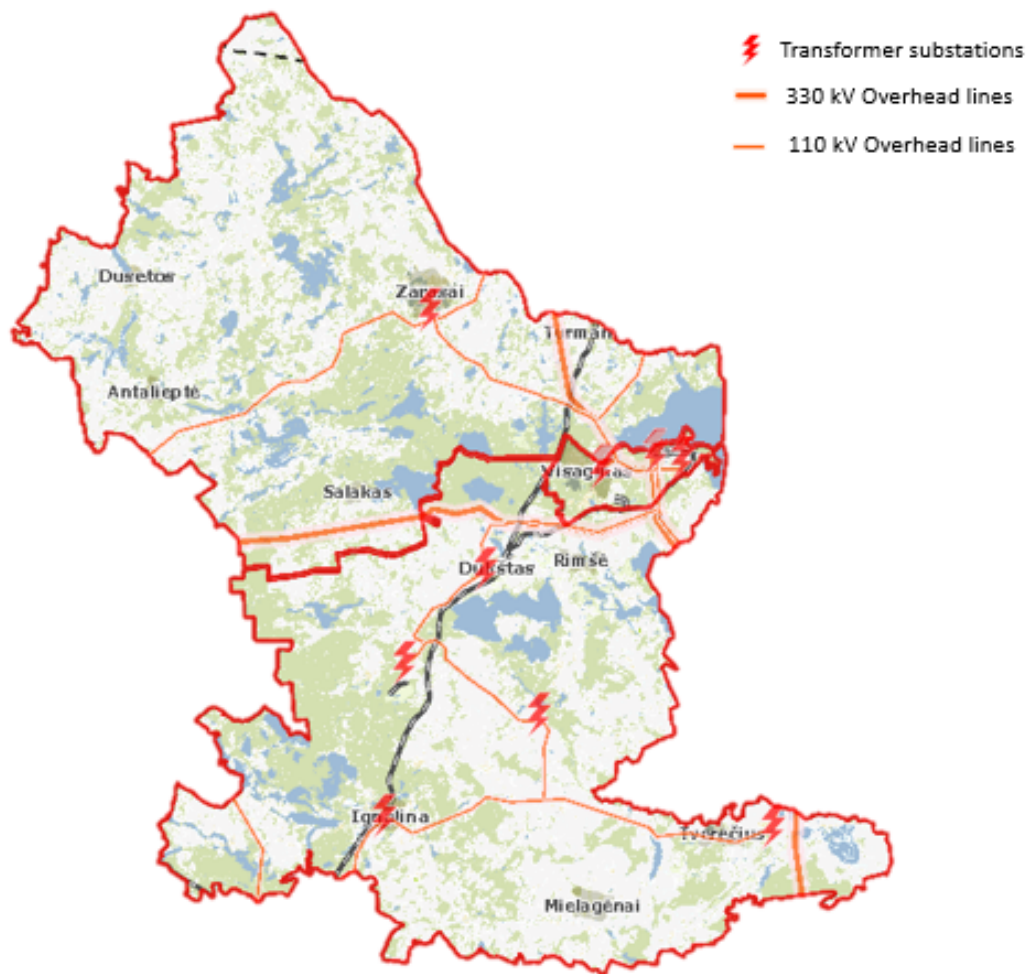 Transformer substations
330 kV Overhead lines
110 kV Overhead lines
Dusetos
Zarasai
Antalieptė
Visaginas
Salakas
Dūkštas
Rimšė
Ignalina
Tverečius
Mielagėnai